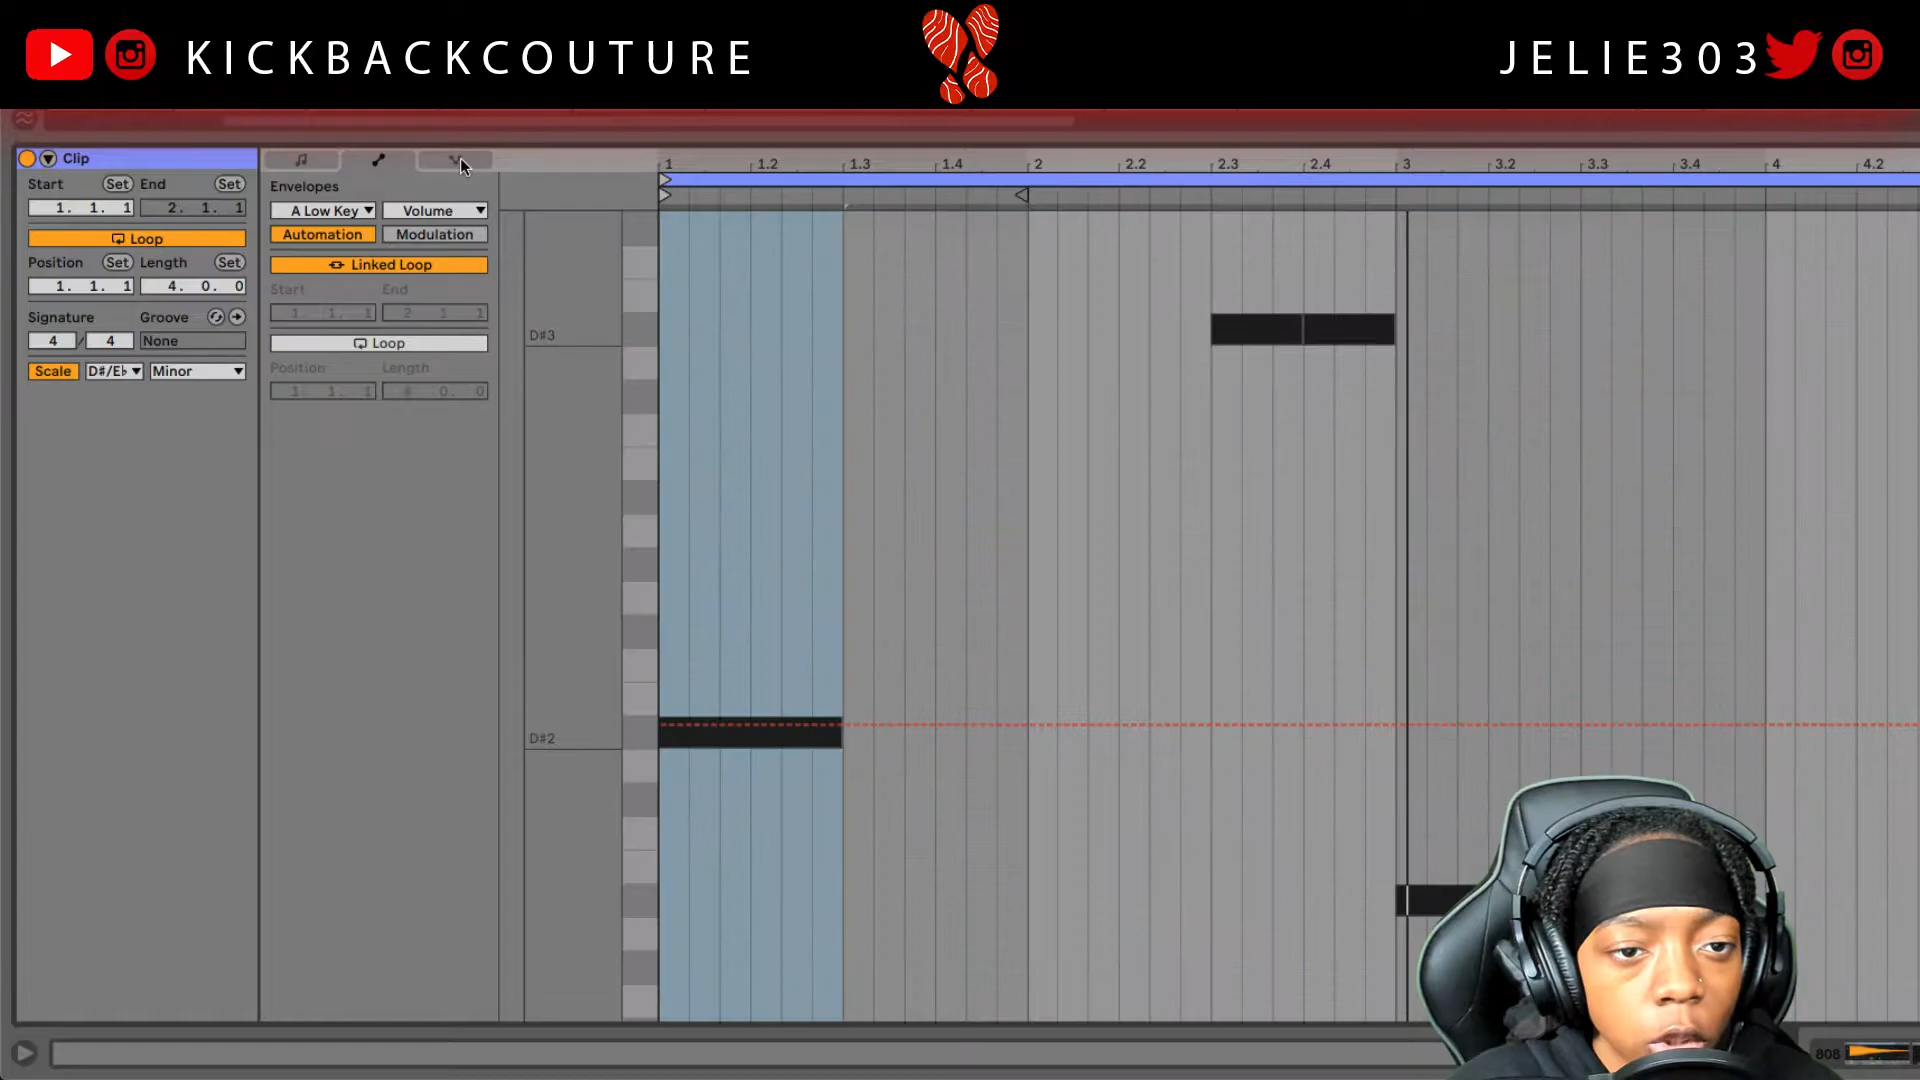 KICKBACKCOUTURE
JELIE303
Clip
Start Set End Set
1. 1. 1 2. 1. 1
Loop
Position Set Length Set
1. 1. 1 4. 0. 0
Signature Groove
4 / 4 None
Scale D#/E♭ Minor
Envelopes
A Low Key Volume
Automation Modulation
Linked Loop
Start End
1. 1. 1 2 1 1
Loop
Position Length
1. 1. 1 0. 0
1 1.2 1.3 1.4 2 2.2 2.3 2.4 3 3.2 3.3 3.4 4 4.2
D#3
D#2
808